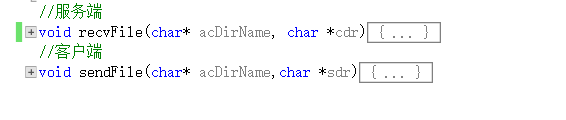 //服务端
void recvFile(char* acDirName, char *cdr){ ... }
//客户端
void sendFile(char* acDirName,char *sdr){ ... }